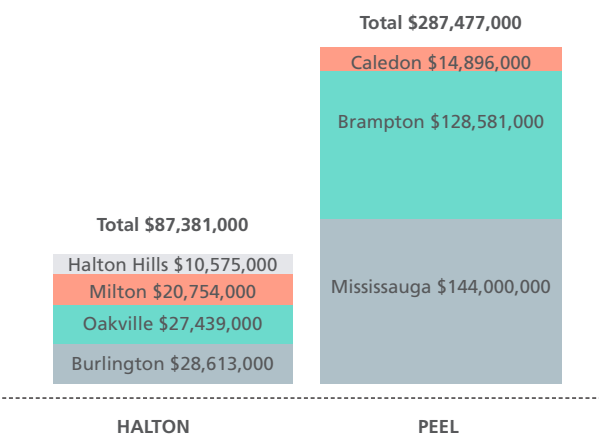 Total $287,477,000
Caledon $14,896,000
Brampton $128,581,000
Mississauga $144,000,000
Total $87,381,000
Halton Hills $10,575,000
Milton $20,754,000
Oakville $27,439,000
Burlington $28,613,000
HALTON
PEEL